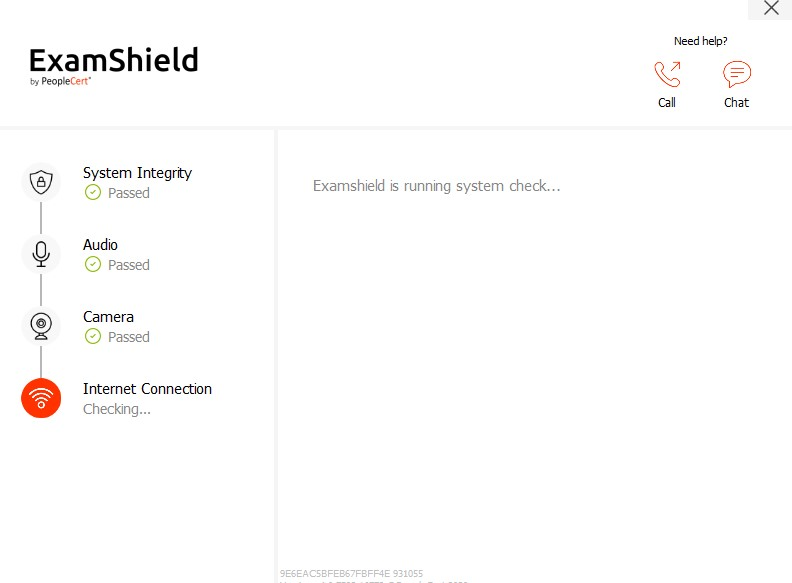 Need help?
ExamShield
by PeopleCert
Call
Chat
System Integrity
Passed
Examshield is running system check...
Audio
Passed
Camera
Passed
Internet Connection
Checking...
9E6EAC5BFEB67FBFF4E 931055